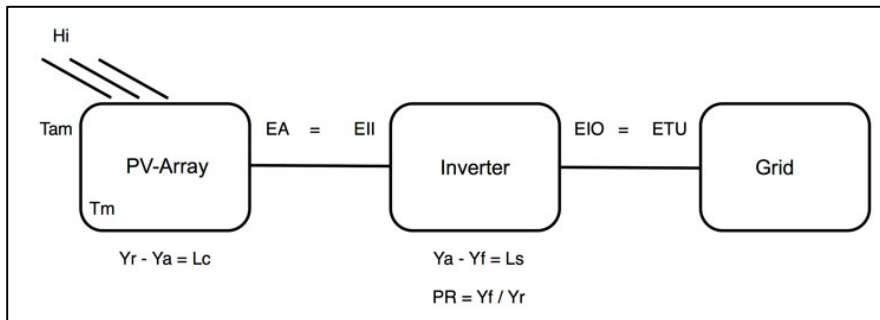 Hi
Tam
EA = EII
EIO = ETU
PV-Array
Inverter
Grid
Tm
Yr - Ya = Lc
Ya - Yf = Ls
PR = Yf / Yr